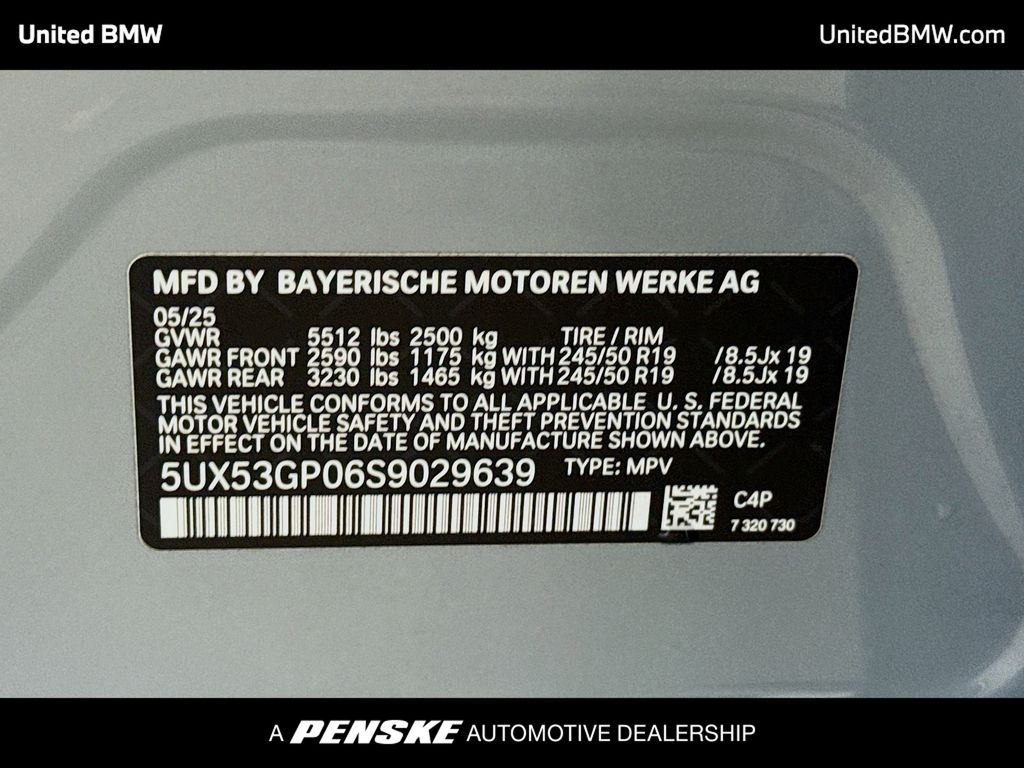 United BMW
UnitedBMW.com
MFD BY BAYERISCHE MOTOREN WERKE AG
05/25
GVWR 5512 lbs 2500 kg TIRE / RIM
GAWR FRONT 2590 lbs 1175 kg WITH 245/50 R19 /8.5Jx 19
GAWR REAR 3230 lbs 1465 kg WITH 245/50 R19 /8.5Jx 19
THIS VEHICLE CONFORMS TO ALL APPLICABLE U. S. FEDERAL
MOTOR VEHICLE SAFETY AND THEFT PREVENTION STANDARDS
IN EFFECT ON THE DATE OF MANUFACTURE SHOWN ABOVE.
5UX53GP06S9029639 TYPE: MPV
C4P
7 320 730
A PENSKE AUTOMOTIVE DEALERSHIP